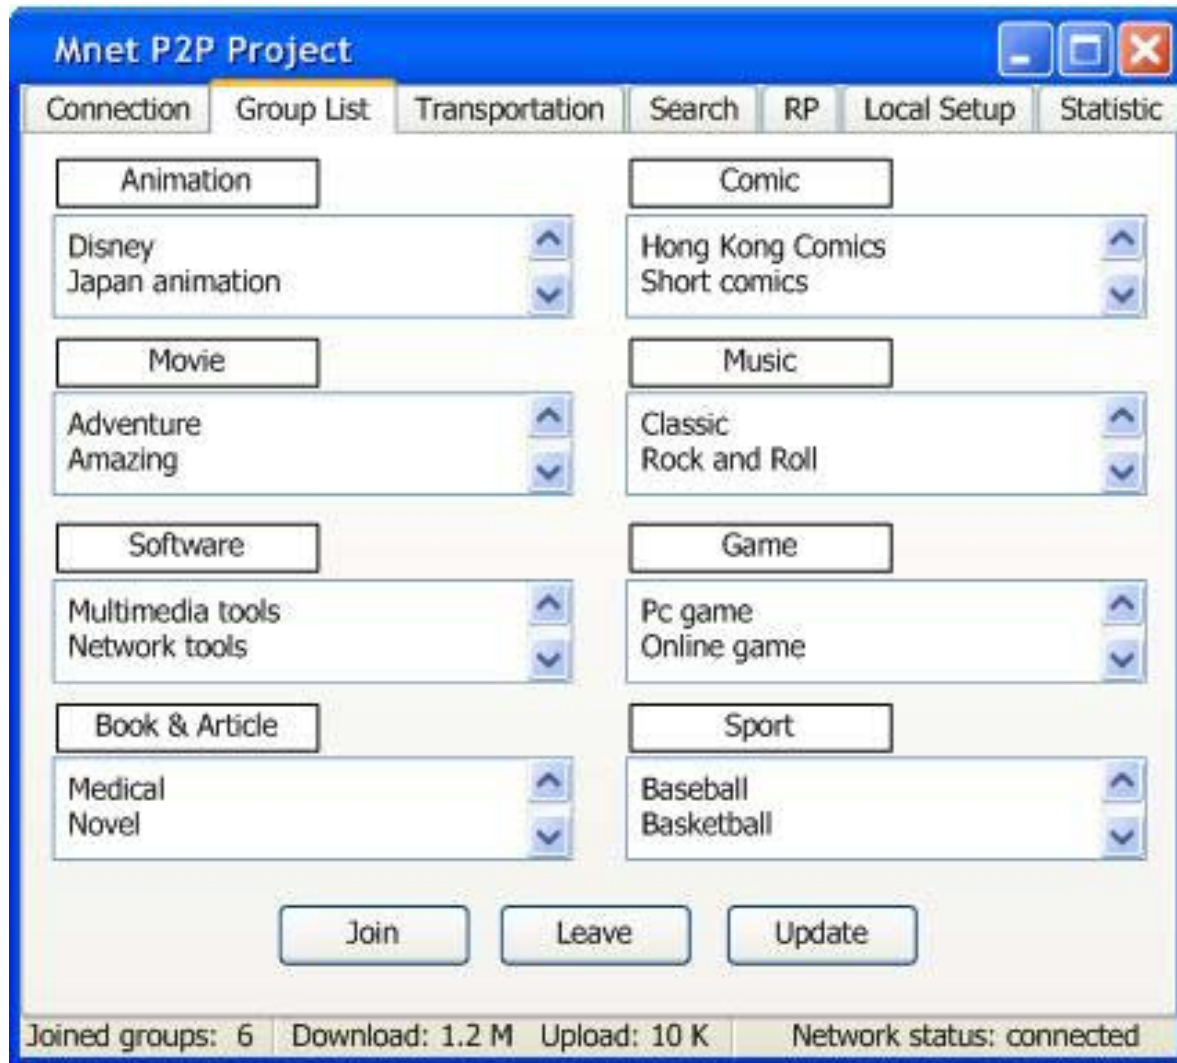 Mnet P2P Project
Connection Group List Transportation Search RP Local Setup Statistic
Animation
Disney
Japan animation
Comic
Hong Kong Comics
Short comics
Movie
Adventure
Amazing
Music
Classic
Rock and Roll
Software
Multimedia tools
Network tools
Game
Pc game
Online game
Book & Article
Medical
Novel
Sport
Baseball
Basketball
Join Leave Update
Joined groups: 6 Download: 1.2 M Upload: 10 K Network status: connected